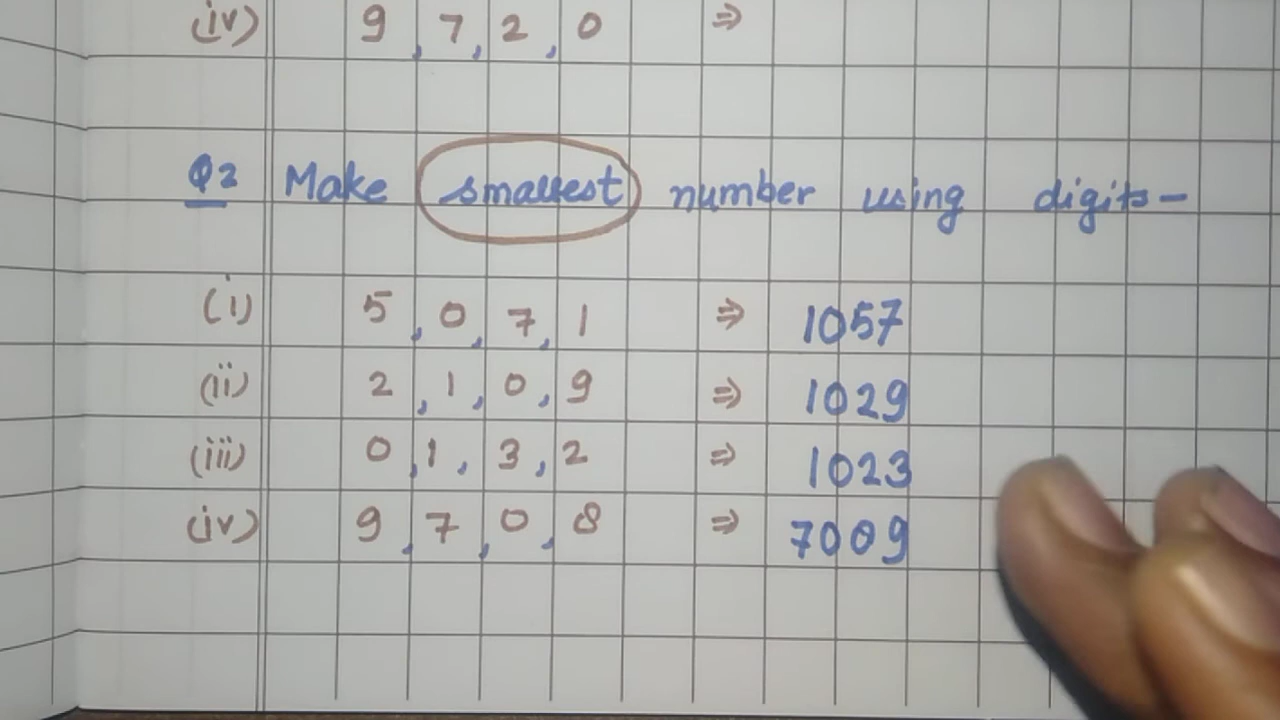 (iv) 9, 7, 2, 0 ⇒
Q2 Make smallest number using digits-
(i) 5, 0, 7, 1 ⇒ 1057
(ii) 2, 1, 0, 9 ⇒ 1029
(iii) 0, 1, 3, 2 ⇒ 1023
(iv) 9, 7, 0, 8 ⇒ 7089